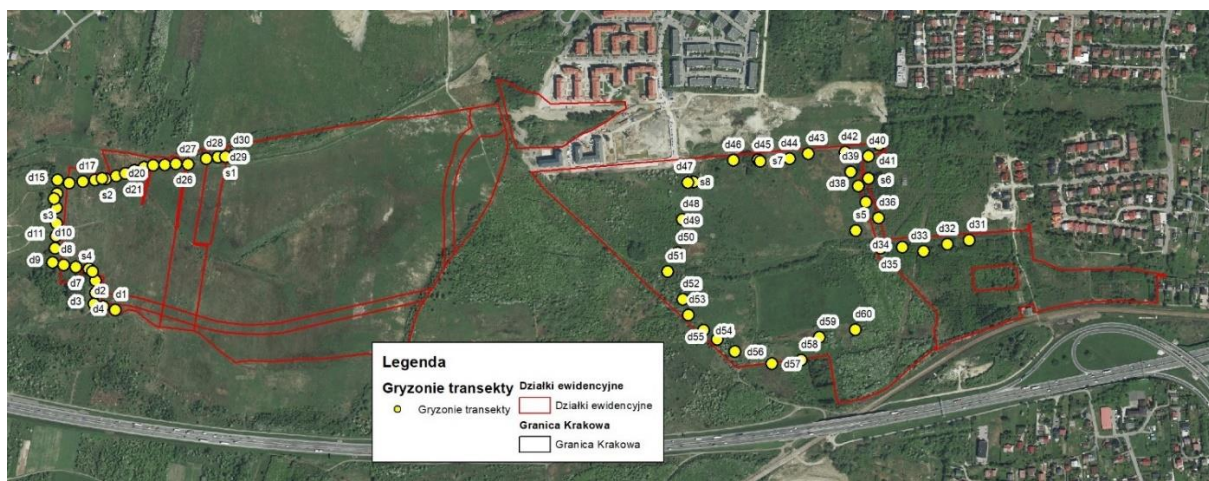 d30
d28
d27
d29
d17
d20
d26
s1
d15
s2
d21
s3
d11
d10
d8
d9
s4
d7
d2
d1
d3
d4
d42
d43
d40
d44
d45
d46
d39
d41
s7
d47
s8
d38
s6
d48
s5
d36
d49
d50
d34
d33
d32
d31
d35
d51
d52
d53
d55
d54
d56
d57
d58
d59
d60
Legenda
Gryzonie transekty
Gryzonie transekty
Działki ewidencyjne
Działki ewidencyjne
Granica Krakowa
Granica Krakowa